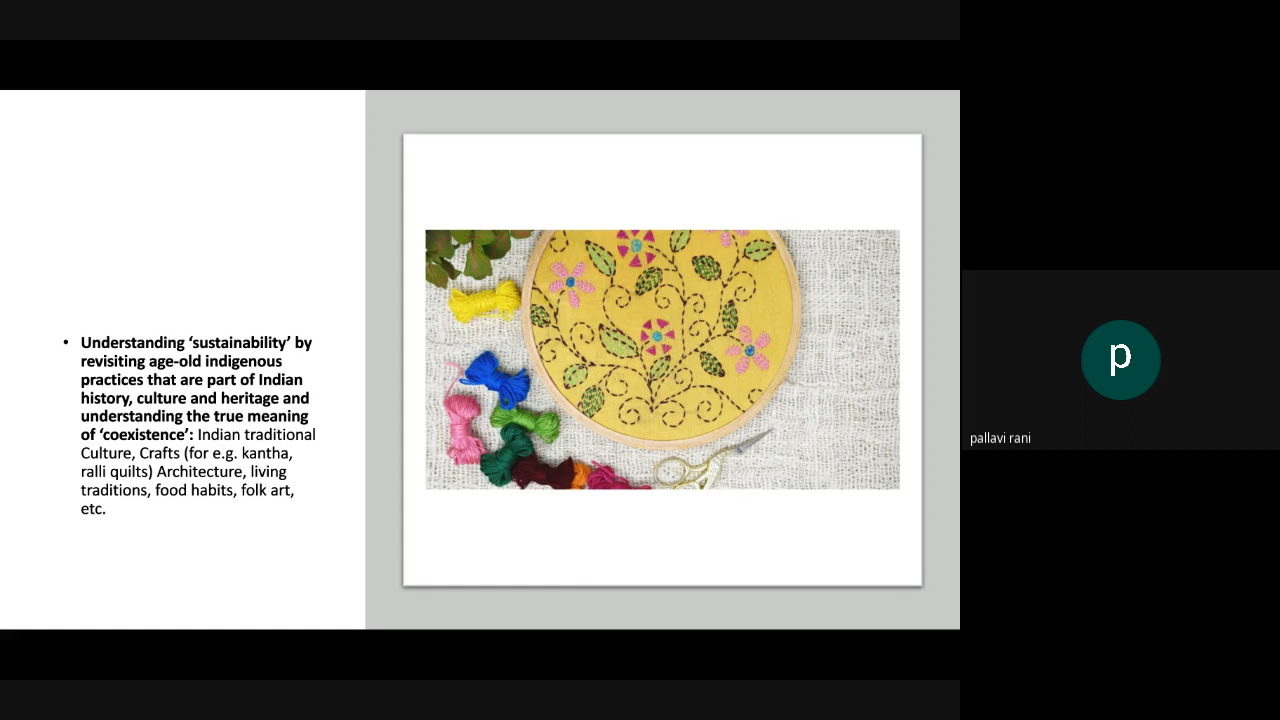 • Understanding ‘sustainability’ by
revisiting age-old indigenous
practices that are part of Indian
history, culture and heritage and
understanding the true meaning
of ‘coexistence’: Indian traditional
Culture, Crafts (for e.g. kantha,
ralli quilts) Architecture, living
traditions, food habits, folk art,
etc.
p
pallavi rani